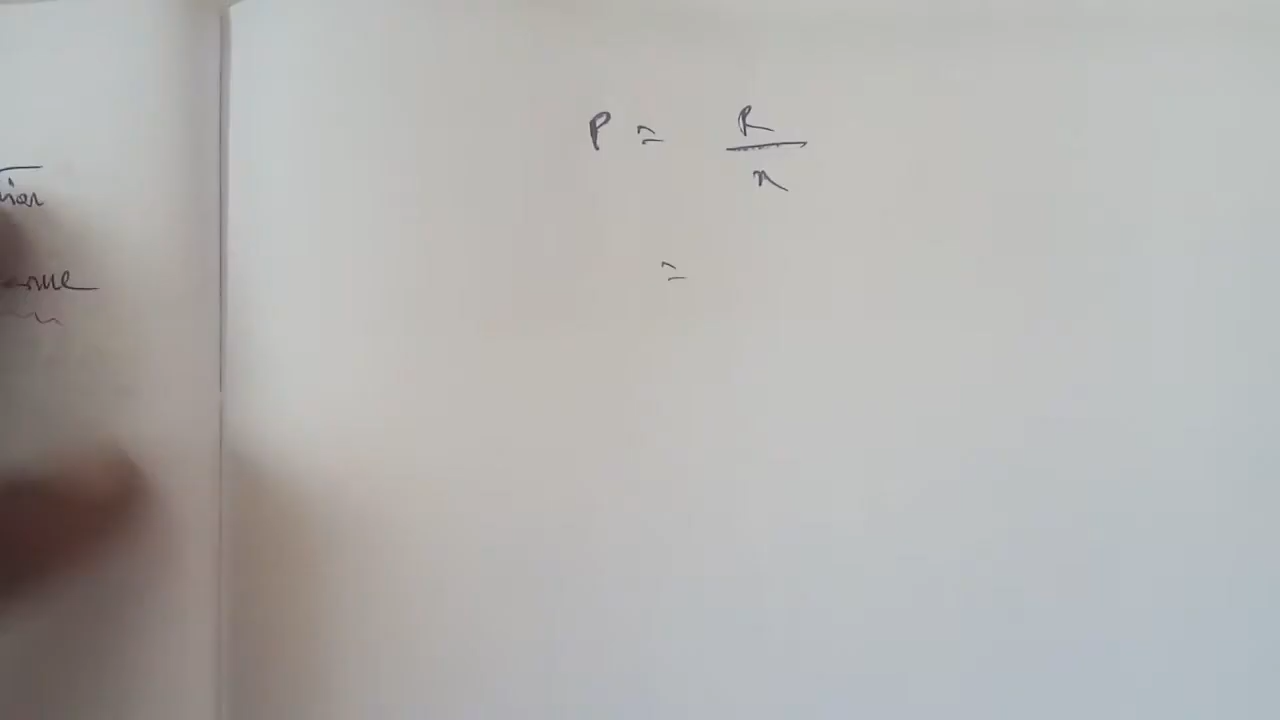 P = R/n
=